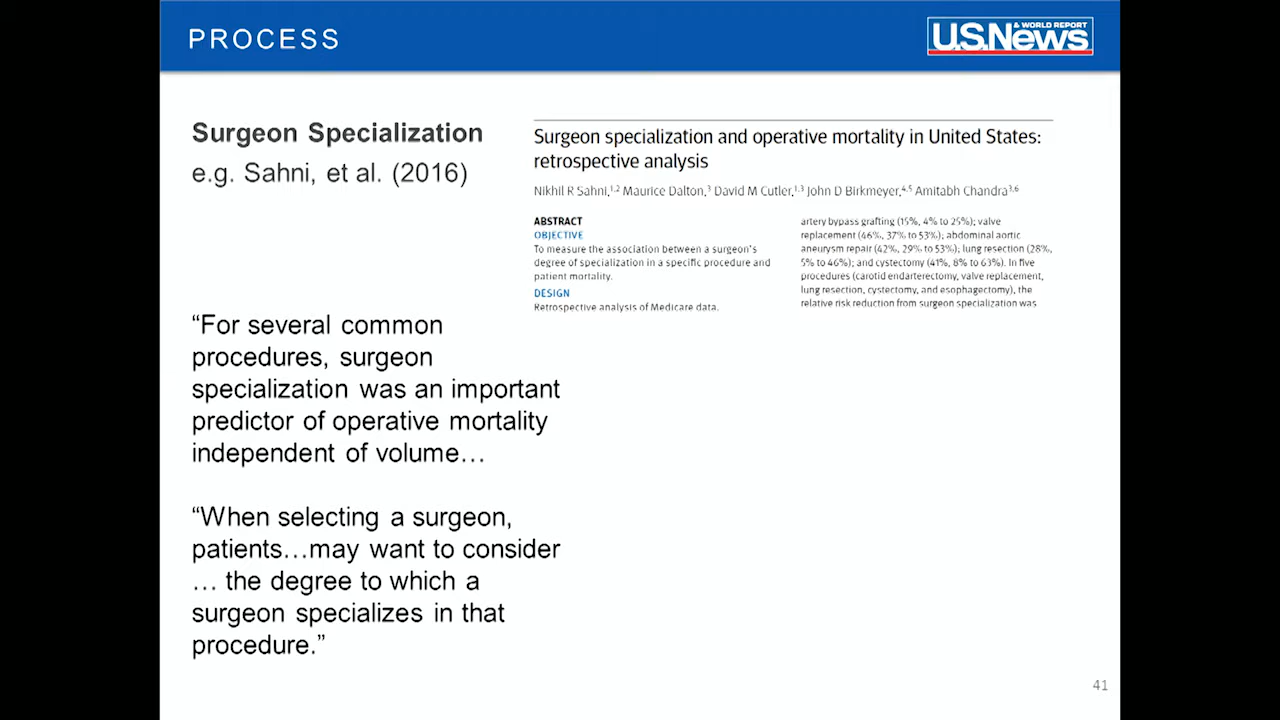 PROCESS
U.S.News
& WORLD REPORT
Surgeon Specialization
e.g. Sahni, et al. (2016)
“For several common
procedures, surgeon
specialization was an important
predictor of operative mortality
independent of volume…
“When selecting a surgeon,
patients…may want to consider
… the degree to which a
surgeon specializes in that
procedure.”
Surgeon specialization and operative mortality in United States:
retrospective analysis
Nikhil R Sahni,1,2 Maurice Dalton,3 David M Cutler,1,3 John D Birkmeyer,4,5 Amitabh Chandra3,6
ABSTRACT
OBJECTIVE
To measure the association between a surgeon’s
degree of specialization in a specific procedure and
patient mortality.
DESIGN
Retrospective analysis of Medicare data.
artery bypass grafting (15%, 4% to 25%); valve
replacement (46%, 37% to 53%); abdominal aortic
aneurysm repair (42%, 29% to 53%); lung resection (28%,
5% to 46%); and cystectomy (41%, 8% to 63%). In five
procedures (carotid endarterectomy, valve replacement,
lung resection, cystectomy, and esophagectomy), the
relative risk reduction from surgeon specialization was
41